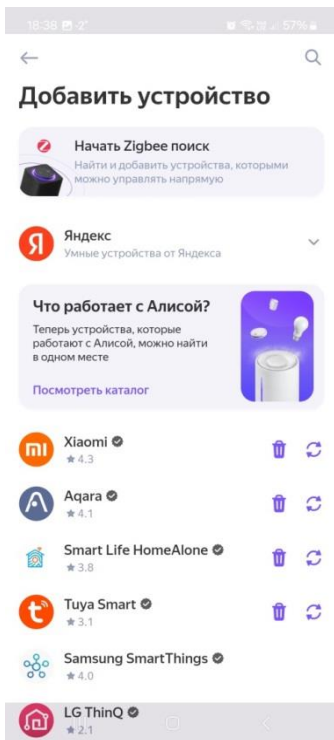 18:38 -2° 57%
Добавить устройство
Начать Zigbee поиск
Найти и добавить устройства, которыми
можно управлять напрямую
Я
Яндекс
Умные устройства от Яндекса
Что работает с Алисой?
Теперь устройства, которые
работают с Алисой, можно найти
в одном месте
Посмотреть каталог
Xiaomi
4.3
Aqara
4.1
Smart Life HomeAlone
3.8
Tuya Smart
3.1
Samsung SmartThings
4.0
LG ThinQ
2.1